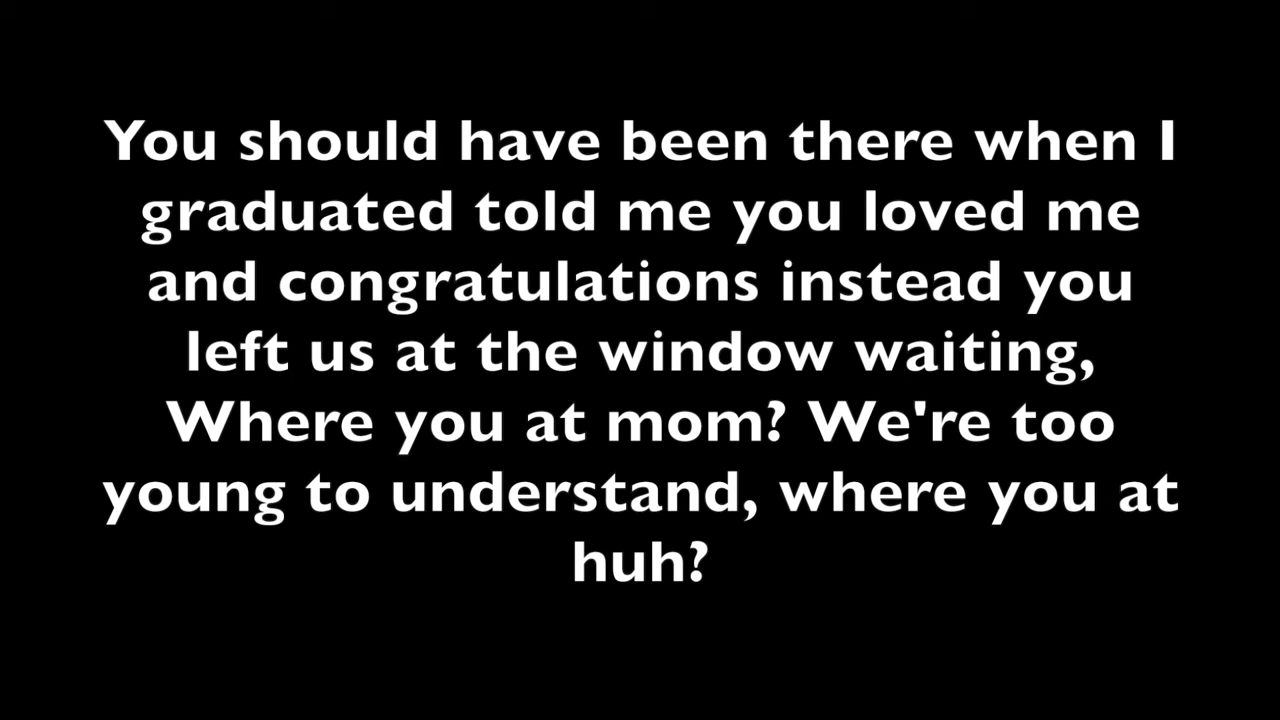 You should have been there when I
graduated told me you loved me
and congratulations instead you
left us at the window waiting,
Where you at mom? We're too
young to understand, where you at
huh?